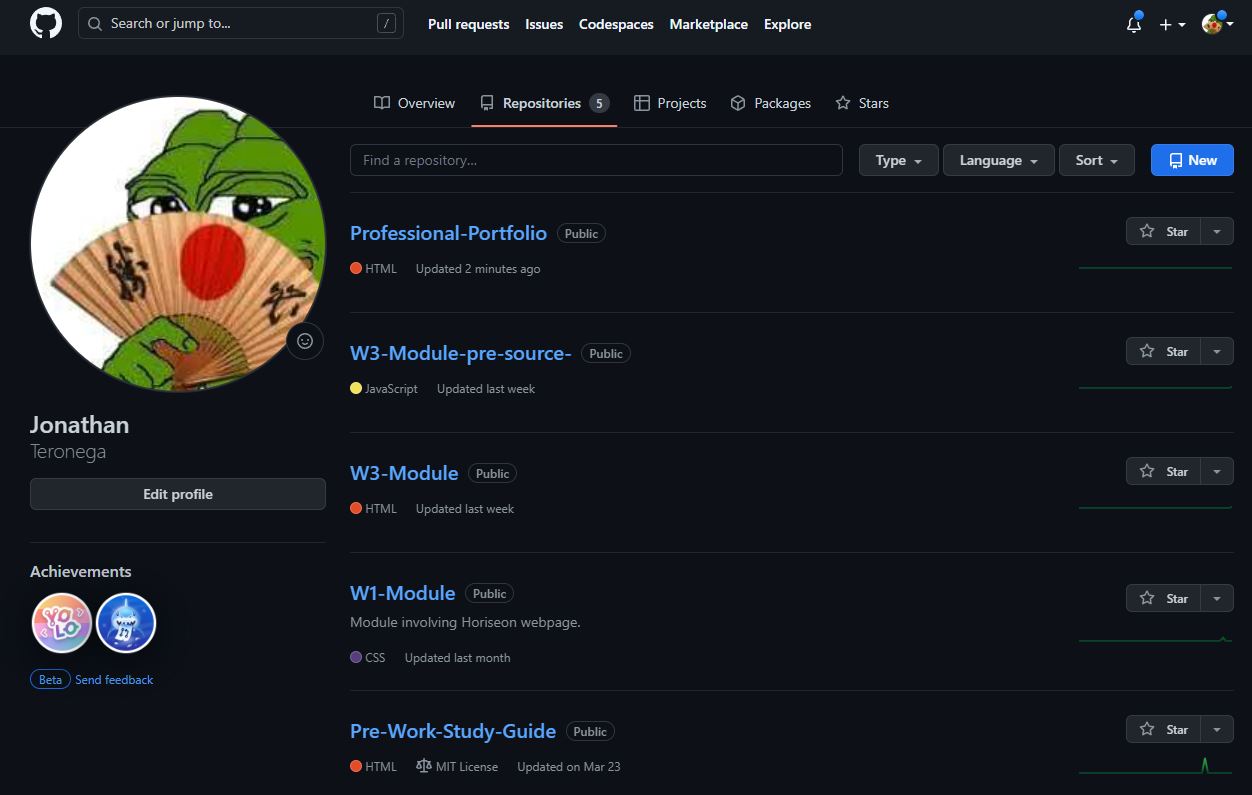 Search or jump to... /
Pull requests Issues Codespaces Marketplace Explore
Overview Repositories 5 Projects Packages Stars
Find a repository...
Type Language Sort New
Professional-Portfolio Public
Star
HTML Updated 2 minutes ago
W3-Module-pre-source- Public
Star
JavaScript Updated last week
Jonathan
Teronega
Edit profile
W3-Module Public
Star
HTML Updated last week
Achievements
YOLO
Beta Send feedback
W1-Module Public
Star
Module involving Horiseon webpage.
CSS Updated last month
Pre-Work-Study-Guide Public
Star
HTML MIT License Updated on Mar 23